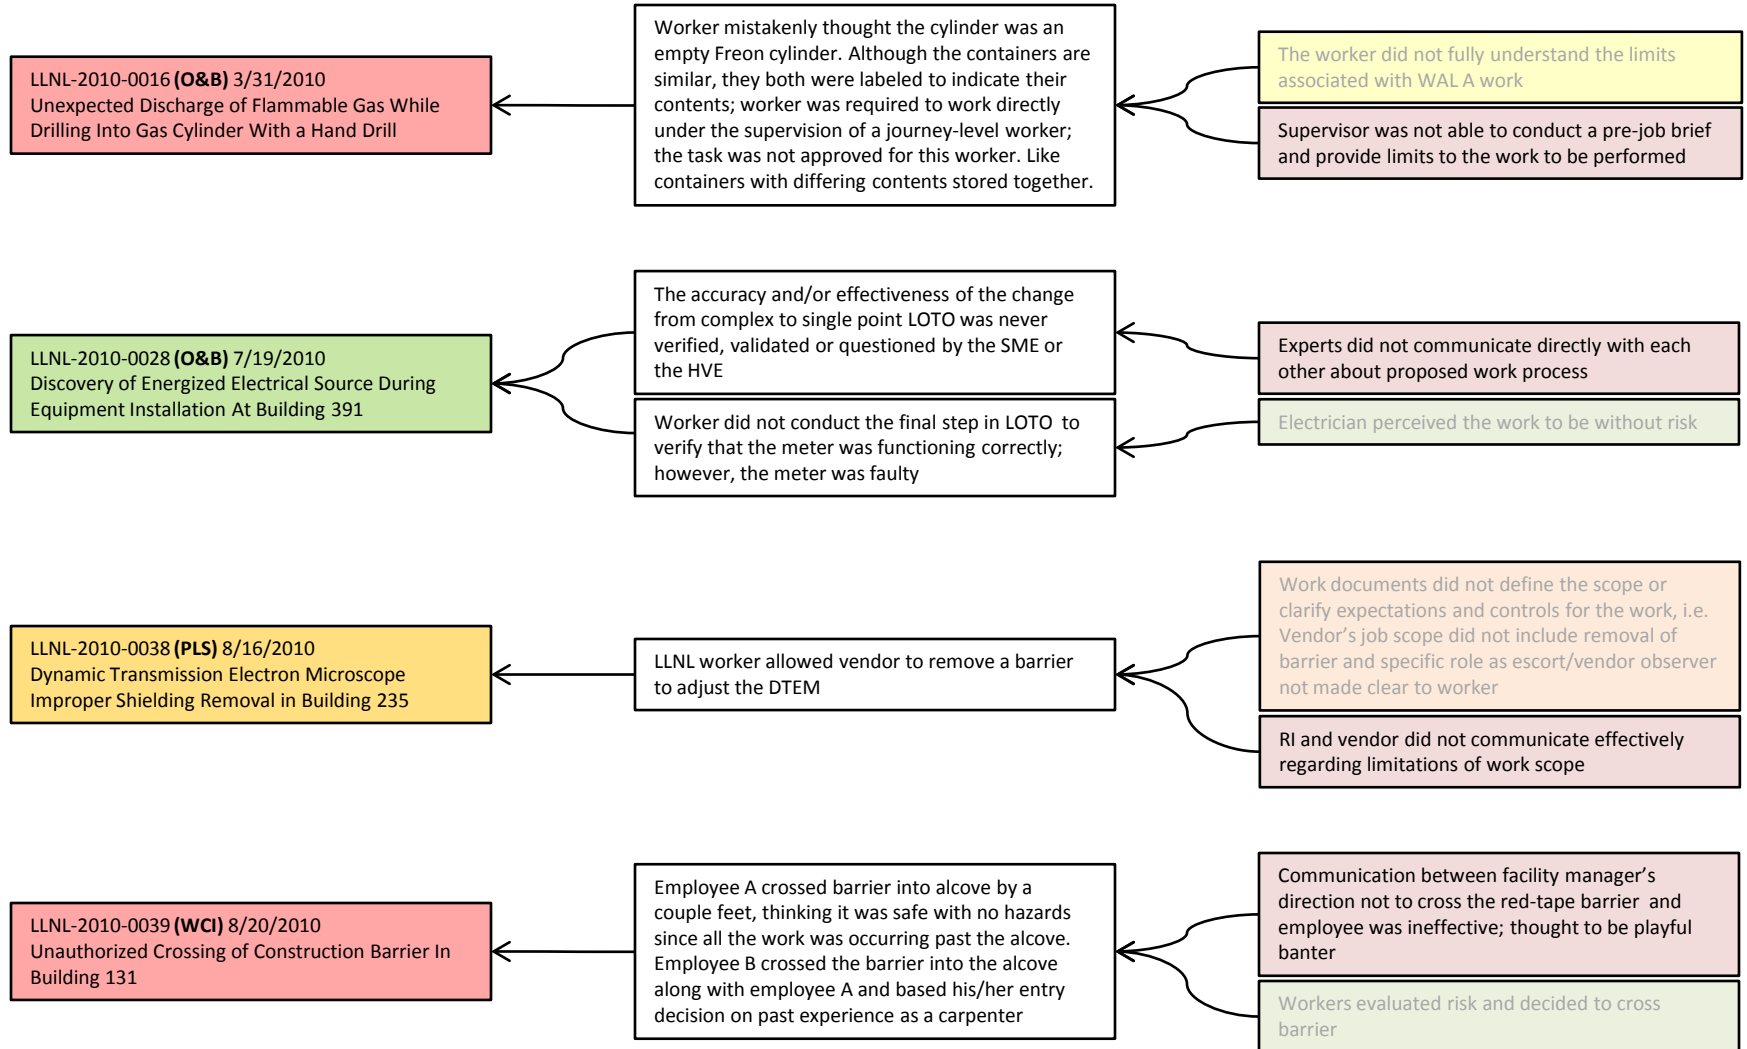 LLNL-2010-0016 (O&B) 3/31/2010
Unexpected Discharge of Flammable Gas While
Drilling Into Gas Cylinder With a Hand Drill
Worker mistakenly thought the cylinder was an
empty Freon cylinder. Although the containers are
similar, they both were labeled to indicate their
contents; worker was required to work directly
under the supervision of a journey-level worker;
the task was not approved for this worker. Like
containers with differing contents stored together.
The worker did not fully understand the limits
associated with WAL A work
Supervisor was not able to conduct a pre-job brief
and provide limits to the work to be performed
LLNL-2010-0028 (O&B) 7/19/2010
Discovery of Energized Electrical Source During
Equipment Installation At Building 391
The accuracy and/or effectiveness of the change
from complex to single point LOTO was never
verified, validated or questioned by the SME or
the HVE
Worker did not conduct the final step in LOTO to
verify that the meter was functioning correctly;
however, the meter was faulty
Experts did not communicate directly with each
other about proposed work process
Electrician perceived the work to be without risk
LLNL-2010-0038 (PLS) 8/16/2010
Dynamic Transmission Electron Microscope
Improper Shielding Removal in Building 235
LLNL worker allowed vendor to remove a barrier
to adjust the DTEM
Work documents did not define the scope or
clarify expectations and controls for the work, i.e.
Vendor's job scope did not include removal of
barrier and specific role as escort/vendor observer
not made clear to worker
RI and vendor did not communicate effectively
regarding limitations of work scope
LLNL-2010-0039 (WCI) 8/20/2010
Unauthorized Crossing of Construction Barrier In
Building 131
Employee A crossed barrier into alcove by a
couple feet, thinking it was safe with no hazards
since all the work was occurring past the alcove.
Employee B crossed the barrier into the alcove
along with employee A and based his/her entry
decision on past experience as a carpenter
Communication between facility manager's
direction not to cross the red-tape barrier and
employee was ineffective; thought to be playful
banter
Workers evaluated risk and decided to cross
barrier